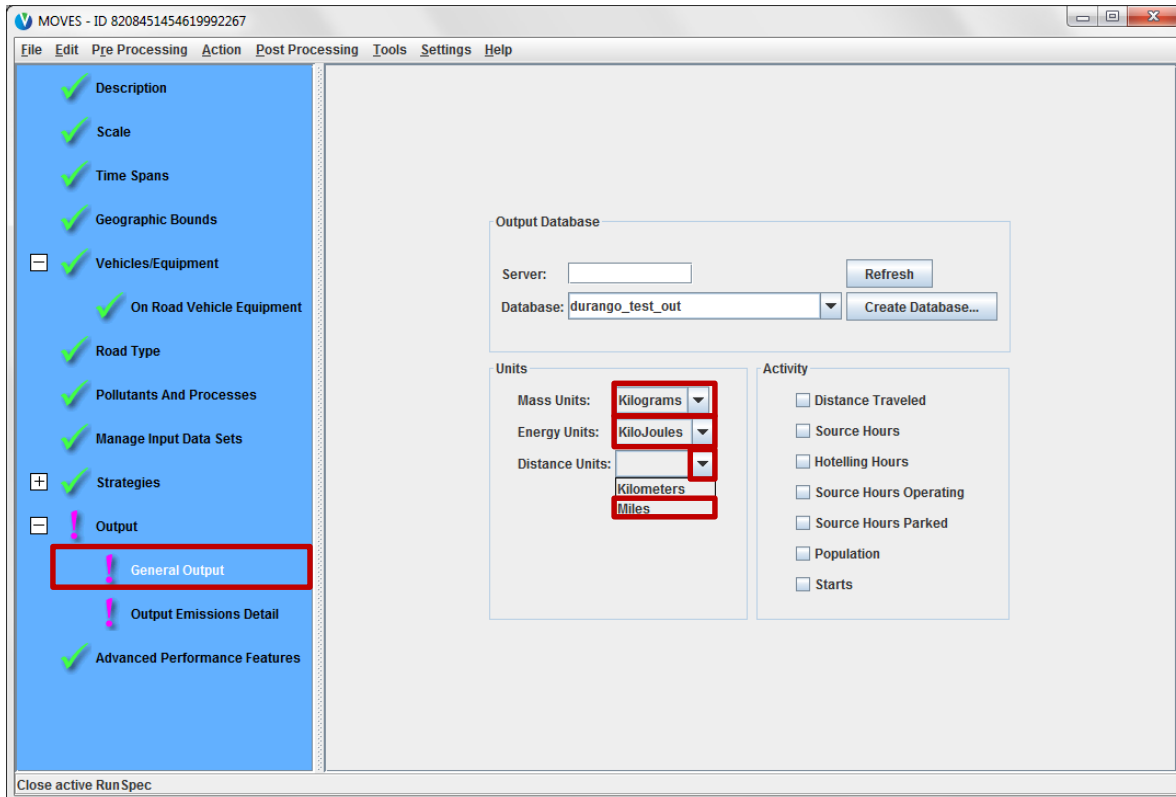 MOVES - ID 8208451454619992267
File Edit Pre Processing Action Post Processing Tools Settings Help
Description
Scale
Time Spans
Geographic Bounds
Vehicles/Equipment
On Road Vehicle Equipment
Road Type
Pollutants And Processes
Manage Input Data Sets
Strategies
Output
General Output
Output Emissions Detail
Advanced Performance Features
Output Database
Server:
Refresh
Database: durango_test_out
Create Database...
Units
Mass Units: Kilograms
Energy Units: KiloJoules
Distance Units:
Kilometers
Miles
Activity
Distance Traveled
Source Hours
Hotelling Hours
Source Hours Operating
Source Hours Parked
Population
Starts
Close active RunSpec